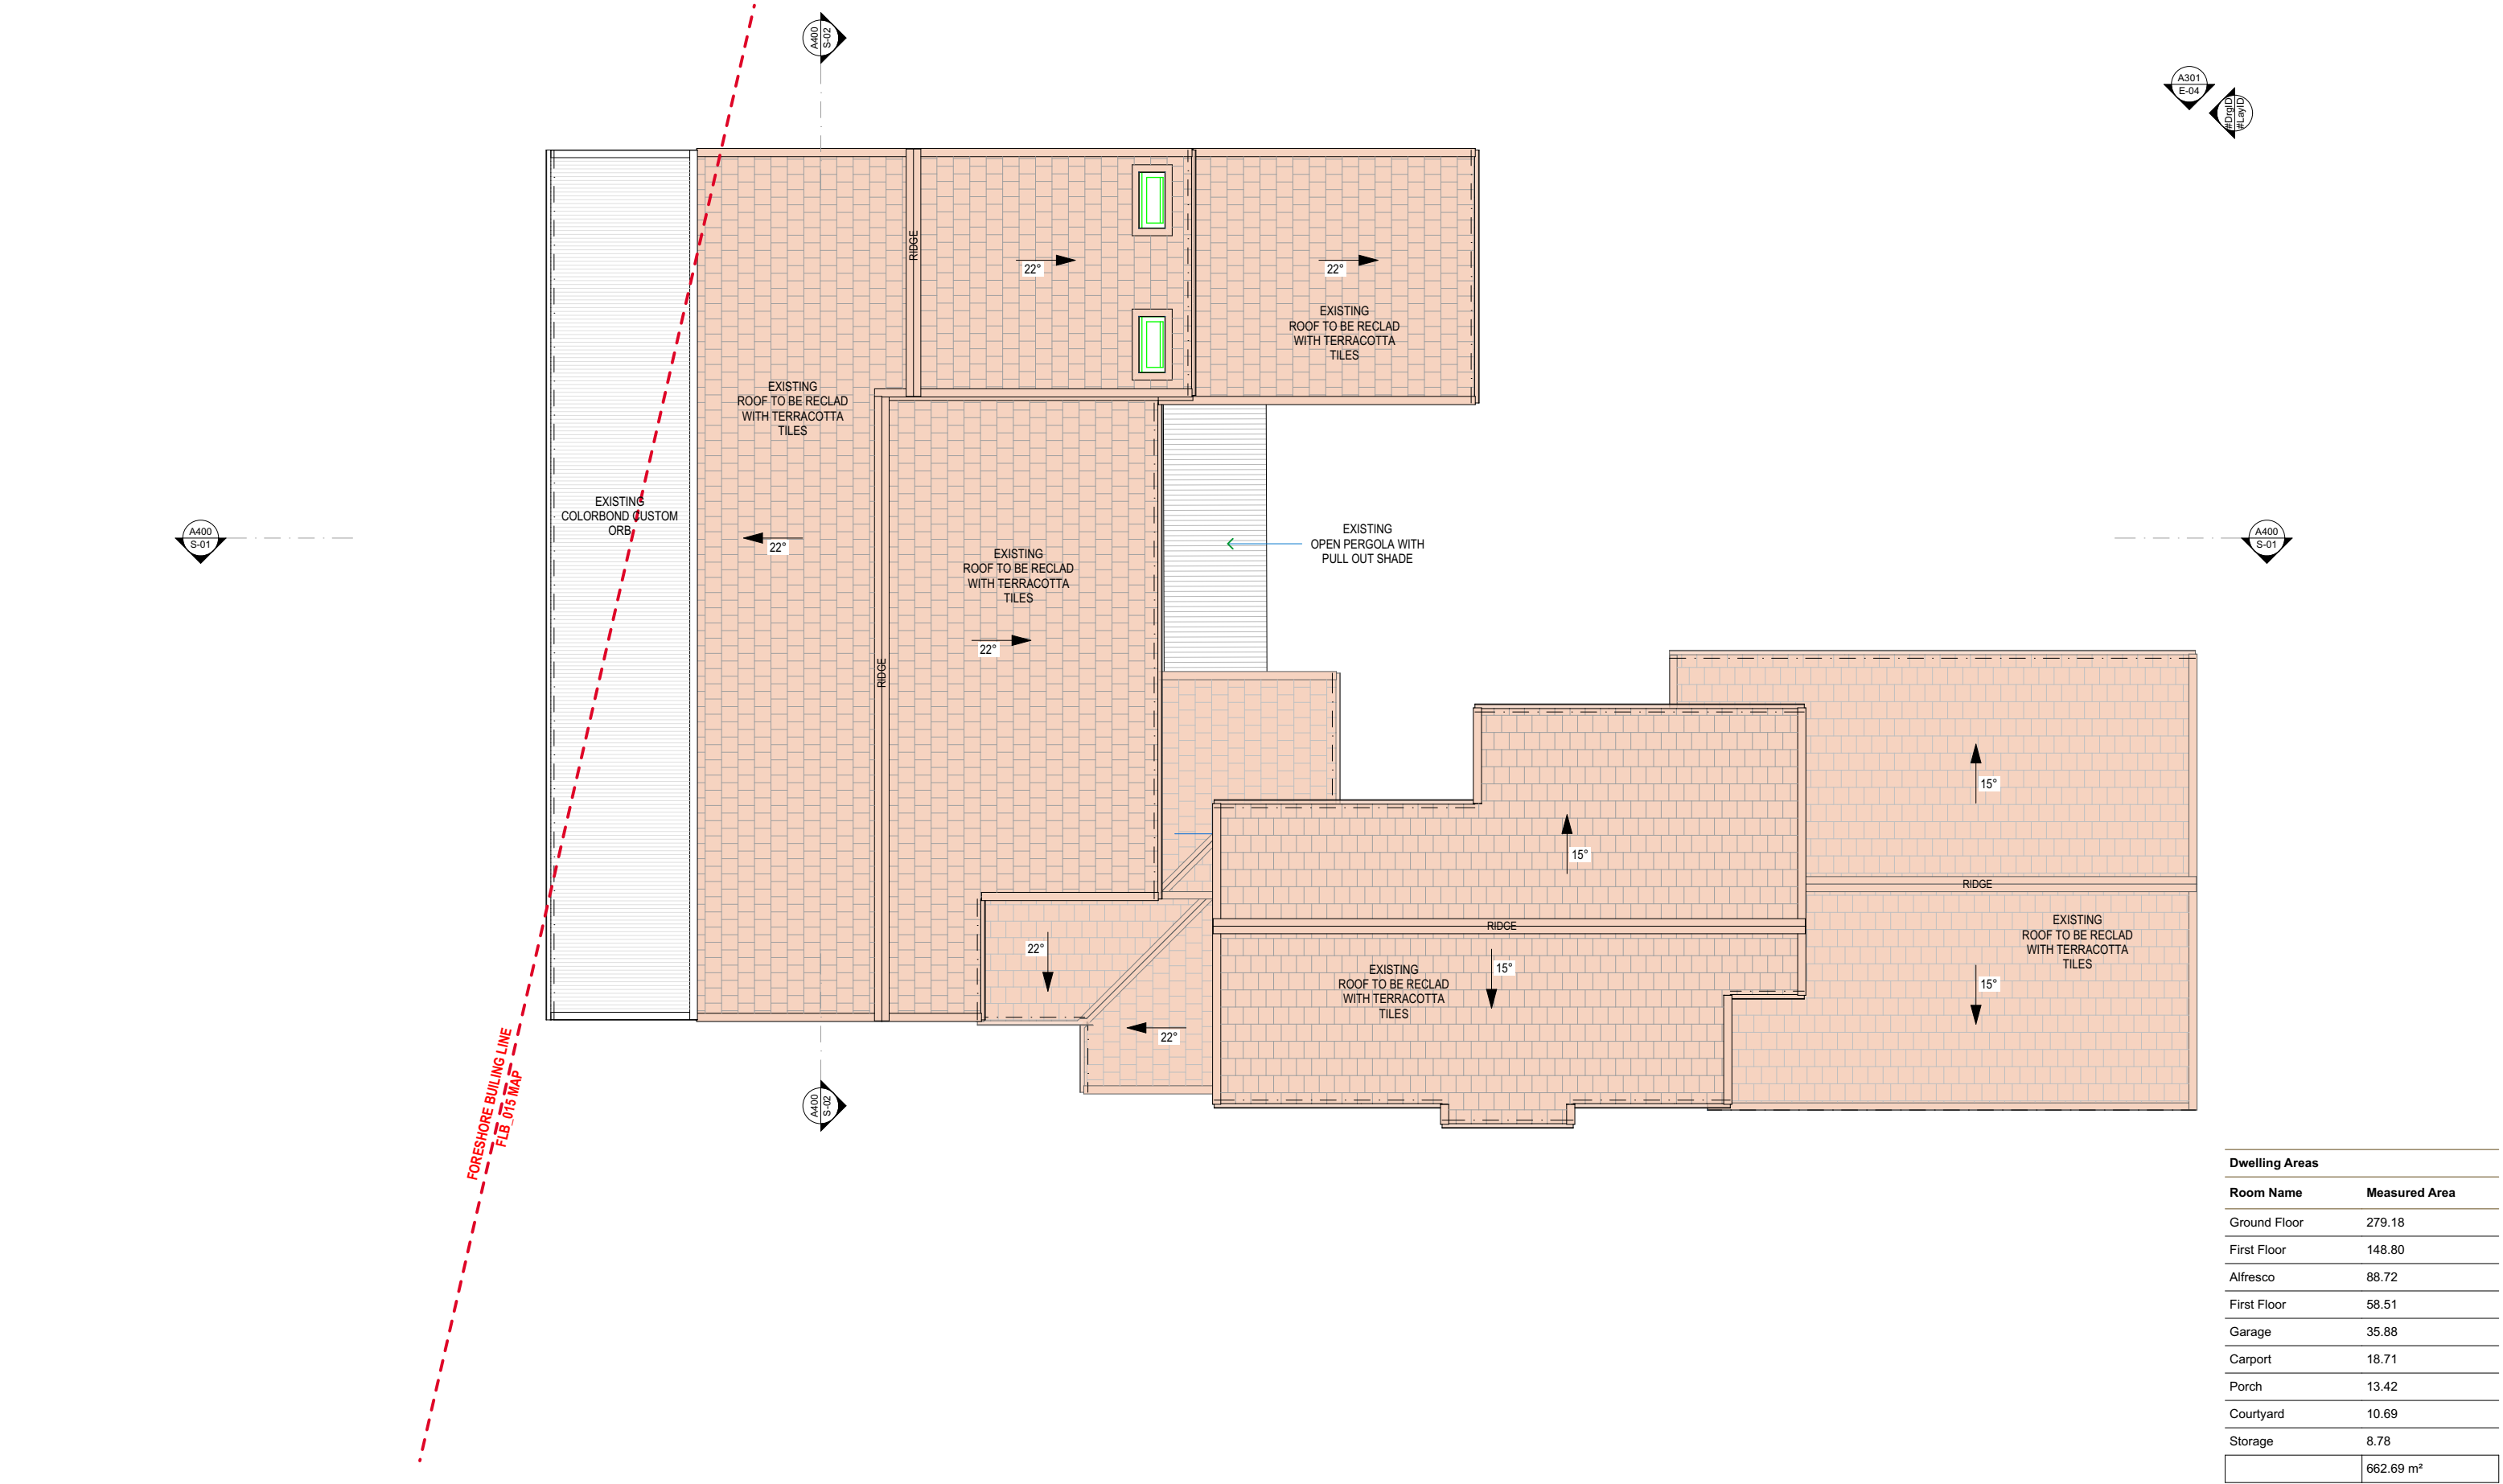 A400
S-02
A301
E-04
#DrgID
#LayID
RIDGE
22°
22°
EXISTING
ROOF TO BE RECLAD
WITH TERRACOTTA
TILES
EXISTING
ROOF TO BE RECLAD
WITH TERRACOTTA
TILES
EXISTING
COLORBOND CUSTOM
ORB
A400
S-01
22°
EXISTING
ROOF TO BE RECLAD
WITH TERRACOTTA
TILES
EXISTING
OPEN PERGOLA WITH
PULL OUT SHADE
A400
S-01
22°
RIDGE
15°
15°
RIDGE
RIDGE
EXISTING
ROOF TO BE RECLAD
WITH TERRACOTTA
TILES
22°
EXISTING
ROOF TO BE RECLAD
WITH TERRACOTTA
TILES
15°
15°
22°
FORESHORE BUILING LINE
FLB_015 MAP
A400
S-02
Dwelling Areas
Room Name Measured Area
Ground Floor 279.18
First Floor 148.80
Alfresco 88.72
First Floor 58.51
Garage 35.88
Carport 18.71
Porch 13.42
Courtyard 10.69
Storage 8.78
662.69 m²